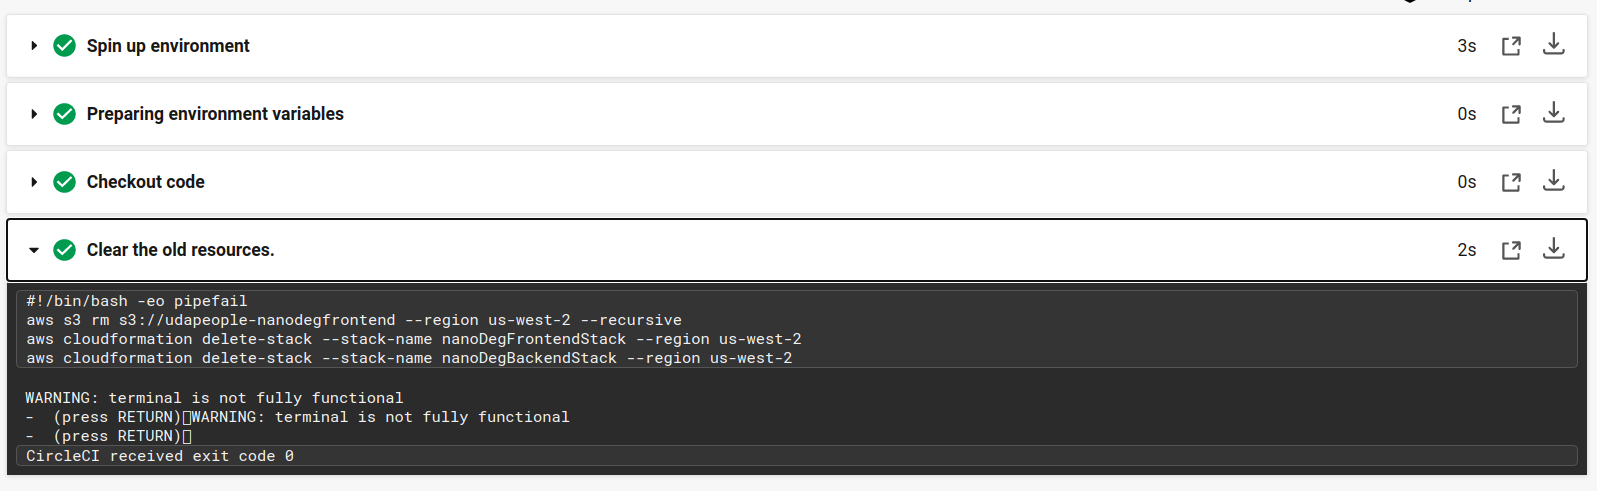 Spin up environment 3s
Preparing environment variables 0s
Checkout code 0s
Clear the old resources. 2s
#!/bin/bash -eo pipefail
aws s3 rm s3://udapeople-nanodegfrontend --region us-west-2 --recursive
aws cloudformation delete-stack --stack-name nanoDegFrontendStack --region us-west-2
aws cloudformation delete-stack --stack-name nanoDegBackendStack --region us-west-2
WARNING: terminal is not fully functional
-  (press RETURN)WARNING: terminal is not fully functional
-  (press RETURN)
CircleCI received exit code 0